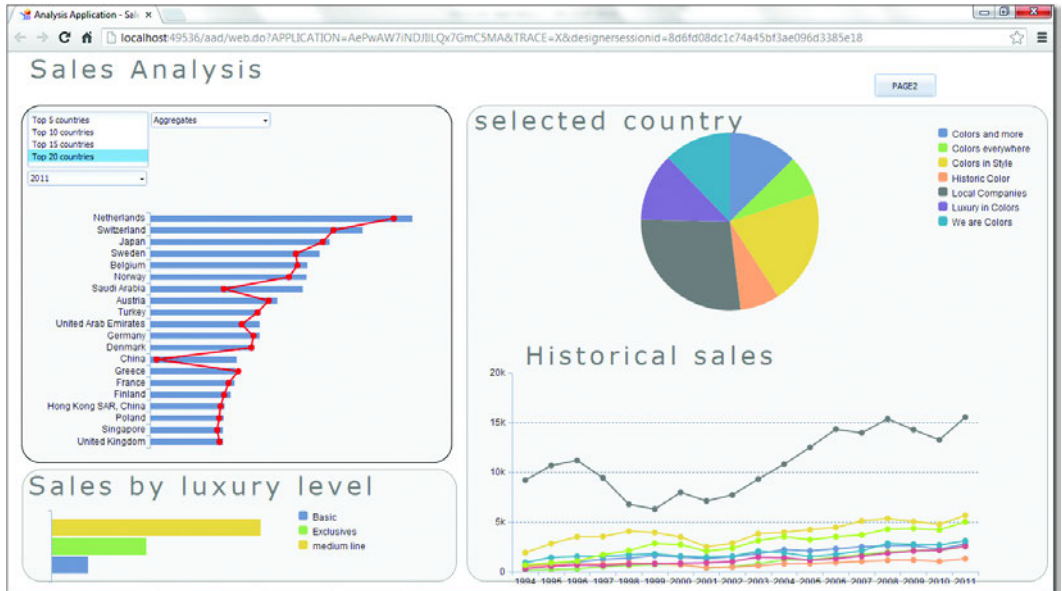 Analysis Application - Sale
localhost:49536/aad/web.do?APPLICATION=AePwAW7iNDJIlLQx7GmC5MA&TRACE=X&designersessionid=8d6fd08dc1c74a45bf3ae096d3385e18
Sales Analysis
PAGE2
Top 5 countries
Top 10 countries
Top 15 countries
Top 20 countries
Aggregates
2011
Netherlands
Switzerland
Japan
Sweden
Belgium
Norway
Saudi Arabia
Austria
Turkey
United Arab Emirates
Germany
Denmark
China
Greece
France
Finland
Hong Kong SAR, China
Poland
Singapore
United Kingdom
Sales by luxury level
Basic
Exclusives
medium line
selected country
Colors and more
Colors everywhere
Colors in Style
Historic Color
Local Companies
Luxury in Colors
We are Colors
Historical sales
20k
15k
10k
5k
0
1994 1995 1996 1997 1998 1999 2000 2001 2002 2003 2004 2005 2006 2007 2008 2009 2010 2011